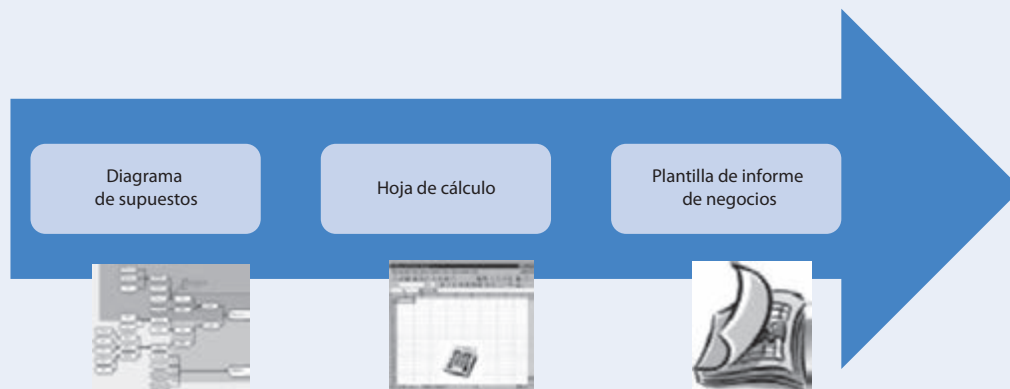 Diagrama
de supuestos
Hoja de cálculo
Plantilla de informe
de negocios